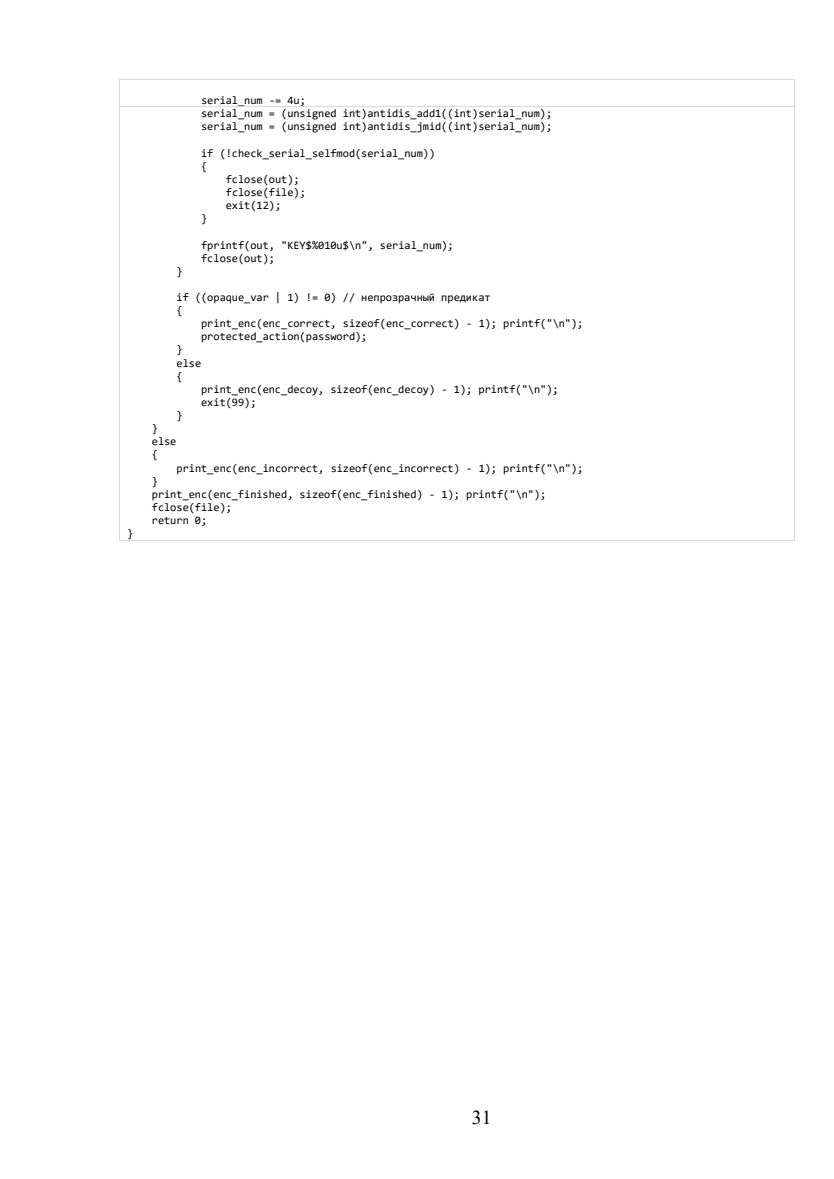 serial_num -= 4u;
serial_num = (unsigned int)antidis_add1((int)serial_num);
serial_num = (unsigned int)antidis_jmid((int)serial_num);
if (!check_serial_selfmod(serial_num))
{
fclose(out);
fclose(file);
exit(12);
}
fprintf(out, "KEY$%010u$\n", serial_num);
fclose(out);
}
if ((opaque_var | 1) != 0) // непрозрачный предикат
{
print_enc(enc_correct, sizeof(enc_correct) - 1); printf("\n");
protected_action(password);
}
else
{
print_enc(enc_decoy, sizeof(enc_decoy) - 1); printf("\n");
exit(99);
}
}
else
{
print_enc(enc_incorrect, sizeof(enc_incorrect) - 1); printf("\n");
}
print_enc(enc_finished, sizeof(enc_finished) - 1); printf("\n");
fclose(file);
return 0;
}
31